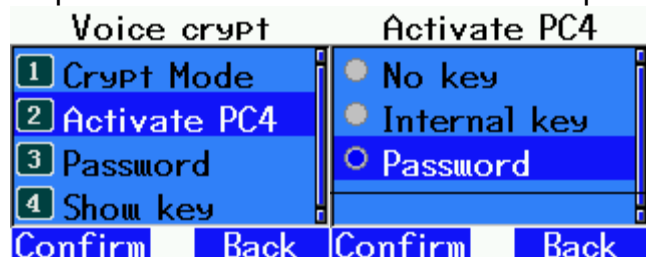 Voice crypt
1 Crypt Mode
2 Activate PC4
3 Password
4 Show key
Confirm Back
Activate PC4
No key
Internal key
Password
Confirm Back